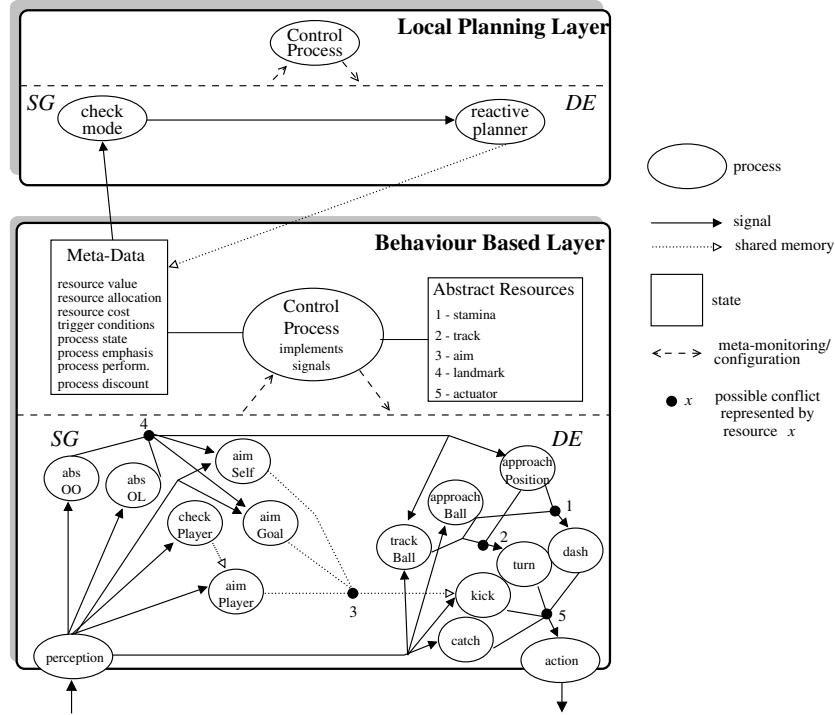 Local Planning Layer
Control
Process
SG
DE
check
mode
reactive
planner
Behaviour Based Layer
Meta-Data
resource value
resource allocation
resource cost
trigger conditions
process state
process emphasis
process perform.
process discount
Control
Process
implements
signals
Abstract Resources
1 - stamina
2 - track
3 - aim
4 - landmark
5 - actuator
SG
4
DE
abs
OO
abs
OL
aim
Self
check
Player
aim
Goal
aim
Player
3
approach
Position
approach
Ball
1
track
Ball
2
turn
dash
kick
5
catch
perception
action
process
signal
shared memory
state
meta-monitoring/
configuration
x possible conflict
represented by
resource x